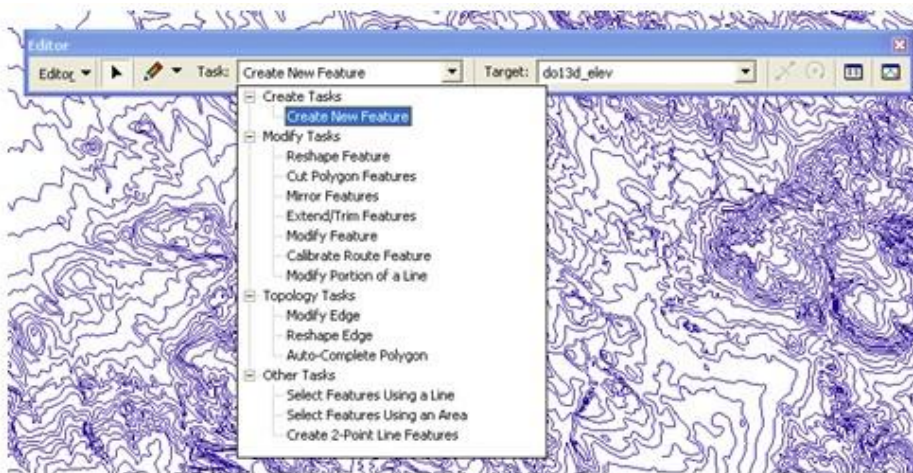 Editor
Editor Task: Create New Feature Target: do13d_elev
Create Tasks
Create New Feature
Modify Tasks
Reshape Feature
Cut Polygon Features
Mirror Features
Extend/Trim Features
Modify Feature
Calibrate Route Feature
Modify Portion of a Line
Topology Tasks
Modify Edge
Reshape Edge
Auto-Complete Polygon
Other Tasks
Select Features Using a Line
Select Features Using an Area
Create 2-Point Line Features